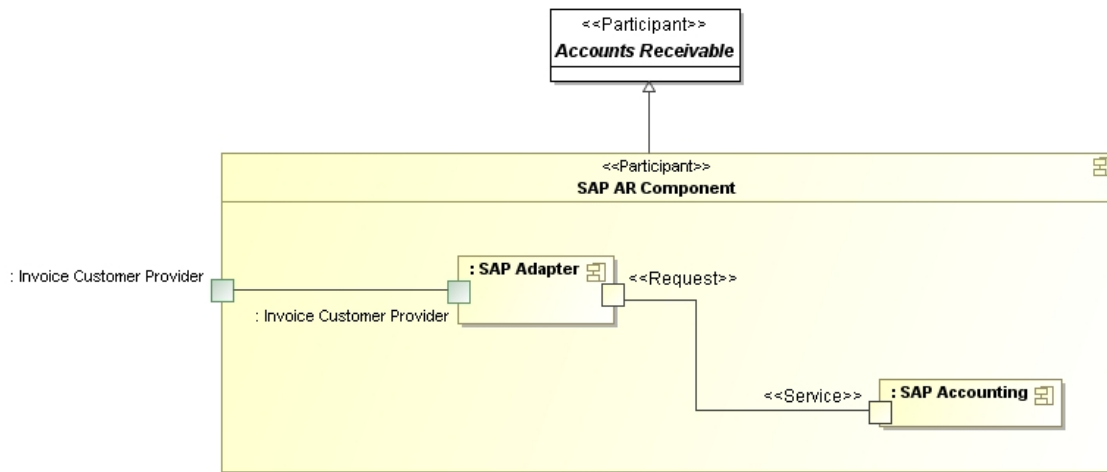 <<Participant>>
Accounts Receivable
<<Participant>>
SAP AR Component
: Invoice Customer Provider
: SAP Adapter
<<Request>>
: Invoice Customer Provider
<<Service>>
: SAP Accounting